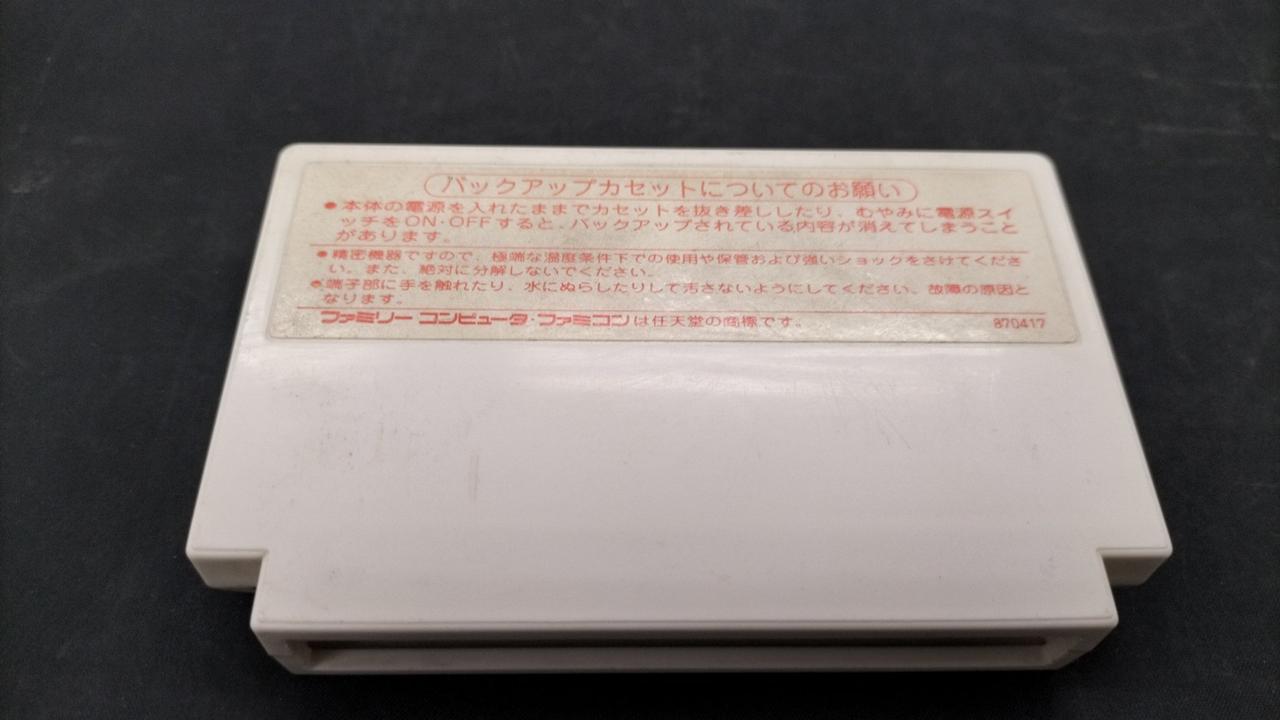 バックアップカセットについてのお願い
●本体の電源を入れたままでカセットを抜き差ししたり、むやみに電源スイ
ッチをON・OFFすると、バックアップされている内容が消えてしまうこと
があります。
●精密機器ですので、極端な温度条件下での使用や保管および強いショックをさけてくださ
い。また、絶対に分解しないでください。
●端子部に手を触れたり、水にぬらしたりして汚さないようにしてください。故障の原因と
なります。
ファミリー コンピュータ・ファミコンは任天堂の商標です。 870417